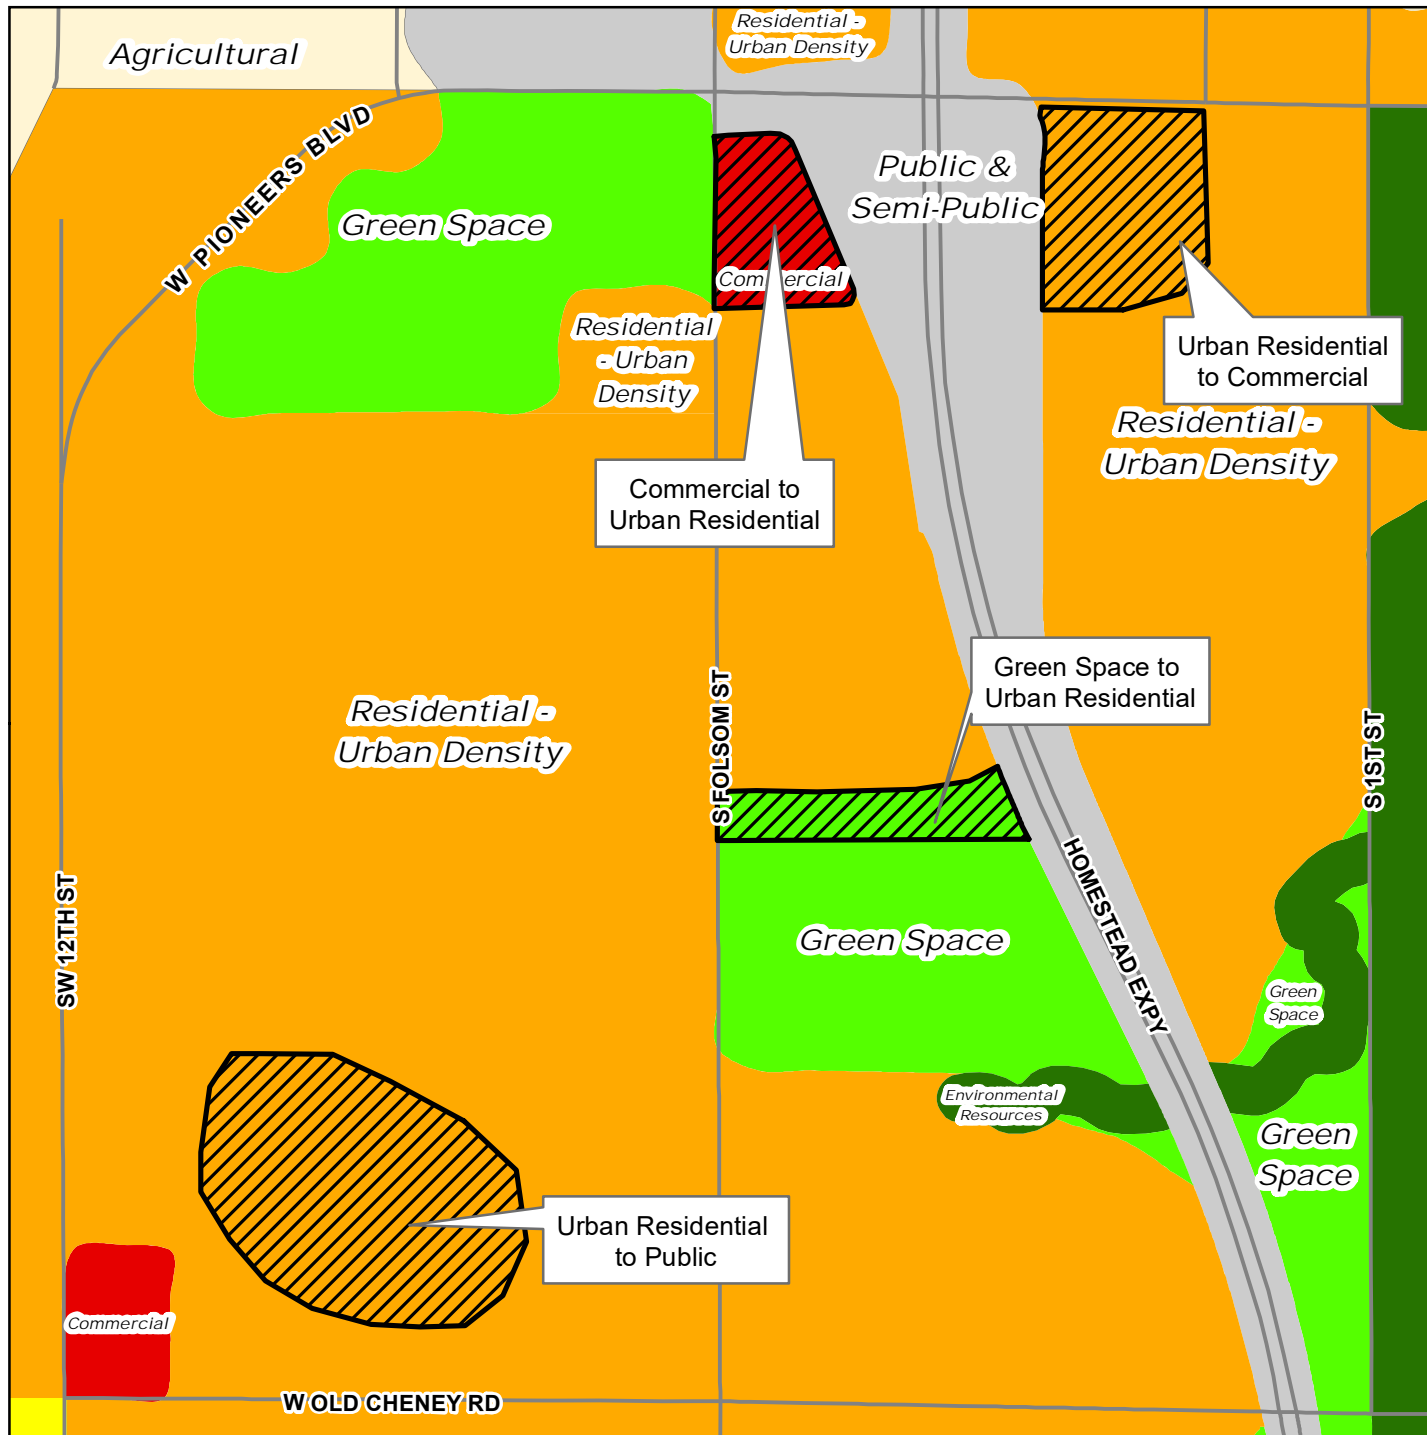 Residential -
Urban Density
Agricultural
W PIONEERS BLVD
Public &
Semi-Public
Green Space
Commercial
Residential
- Urban
Density
Urban Residential
to Commercial
Residential -
Urban Density
Commercial to
Urban Residential
Green Space to
Urban Residential
Residential -
Urban Density
S FOLSOM ST
S 1ST ST
HOMESTEAD EXPY
SW 12TH ST
Green Space
Green
Space
Environmental
Resources
Green
Space
Urban Residential
to Public
Commercial
W OLD CHENEY RD